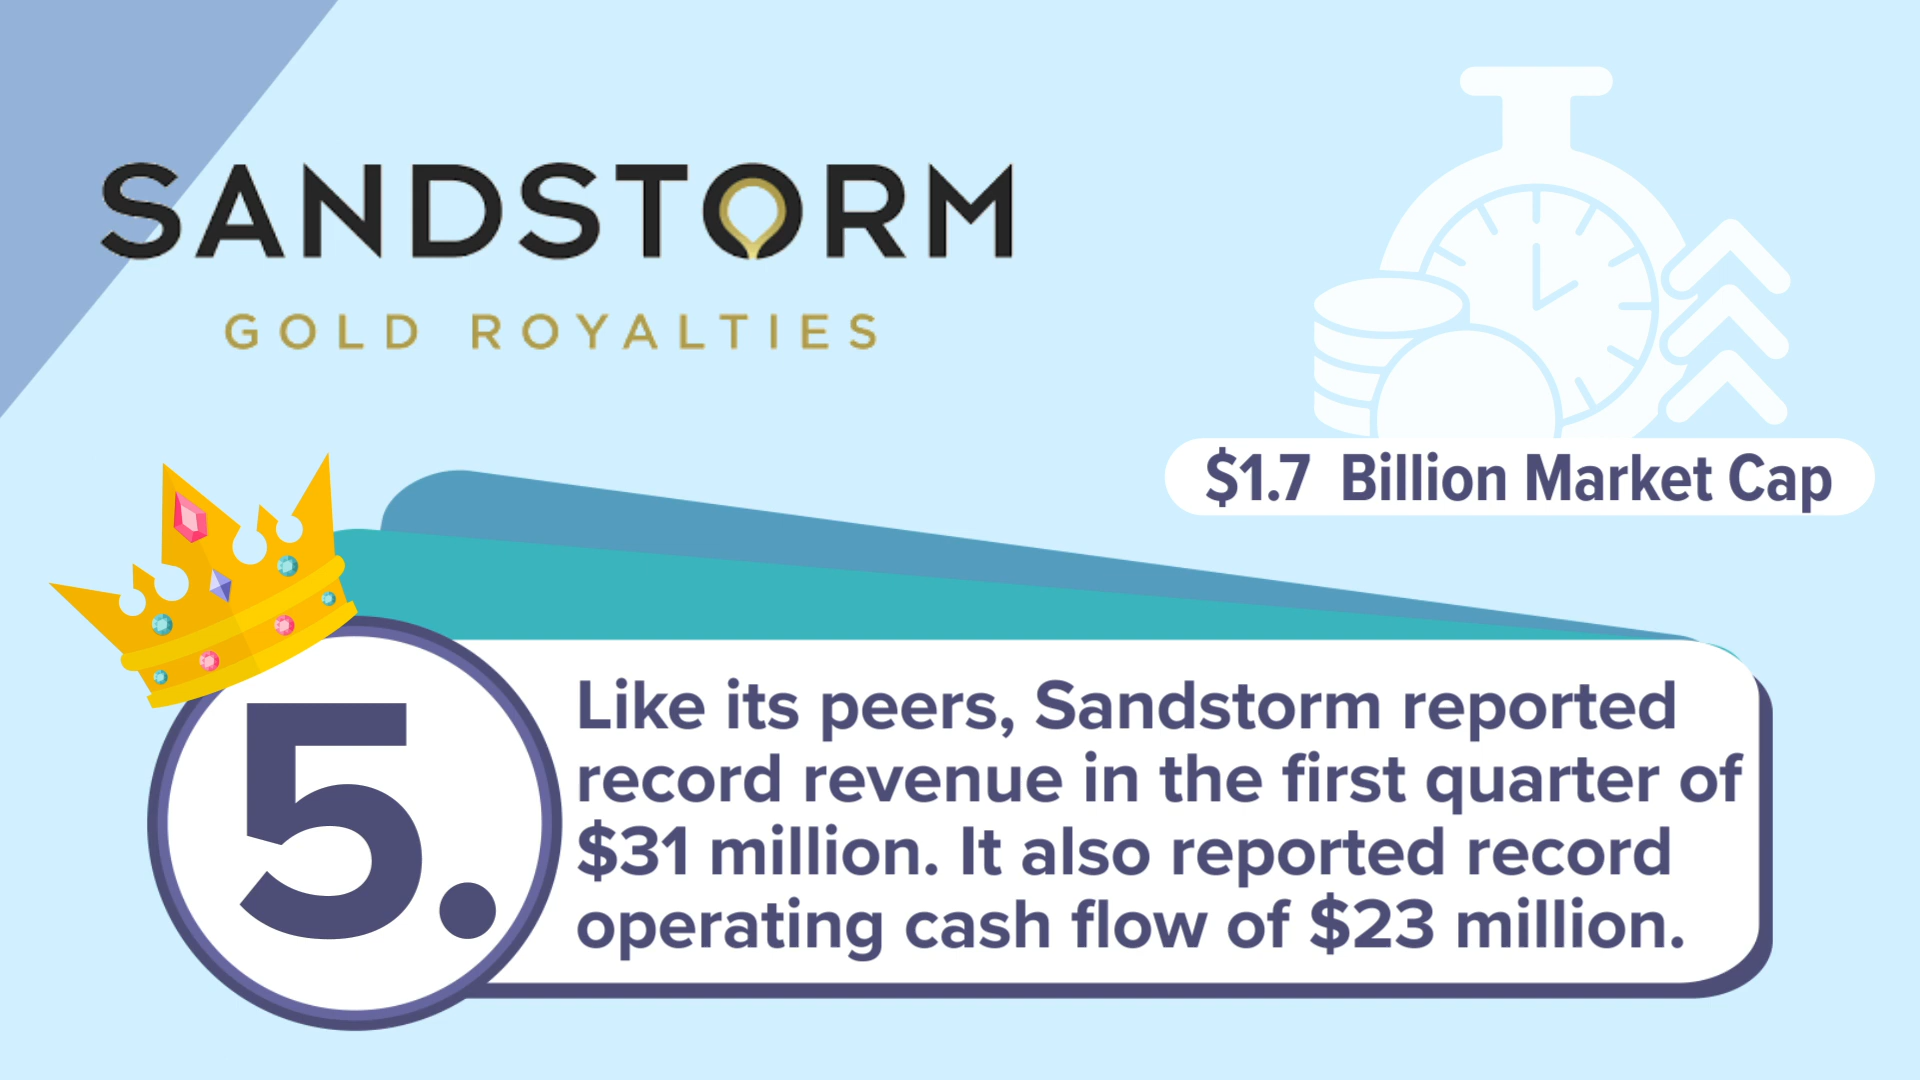 SANDSTORM
GOLD ROYALTIES
$1.7 Billion Market Cap
5.
Like its peers, Sandstorm reported
record revenue in the first quarter of
$31 million. It also reported record
operating cash flow of $23 million.